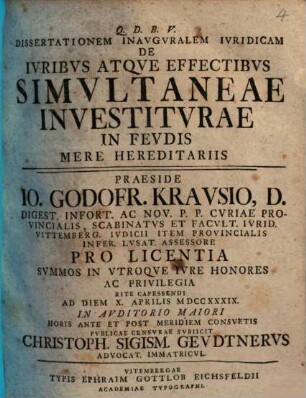 4
Q. D. B. V.
DISSERTATIONEM INAVGVRALEM IVRIDICAM
DE
IVRIBVS ATQVE EFFECTIBVS
SIMVLTANEAE
INVESTITVRAE
IN FEVDIS
MERE HEREDITARIIS
PRAESIDE
IO. GODOFR. KRAVSIO, D.
DIGEST. INFORT. AC NOV. P. P. CVRIAE PRO-
VINCIALIS, SCABINATVS ET FACVLT. IVRID.
VITTEMBERG. IVDICII ITEM PROVINCIALIS
INFER. LVSAT. ASSESSORE
PRO LICENTIA
SVMMOS IN VTROQVE IVRE HONORES
AC PRIVILEGIA
RITE CAPESSENDI
AD DIEM X. APRILIS MDCCXXXIX.
IN AVDITORIO MAIORI
HORIS ANTE ET POST MERIDIEM CONSVETIS
PVBLICAE CENSVRAE SVBIICIT
CHRISTOPH. SIGISM. GEVDTNERVS
ADVOCAT. IMMATRICVL.
VITEMBERGAE
TYPIS EPHRAIM GOTTLOB EICHSFELDII
ACADEMIAE TYPOGRAPHI.